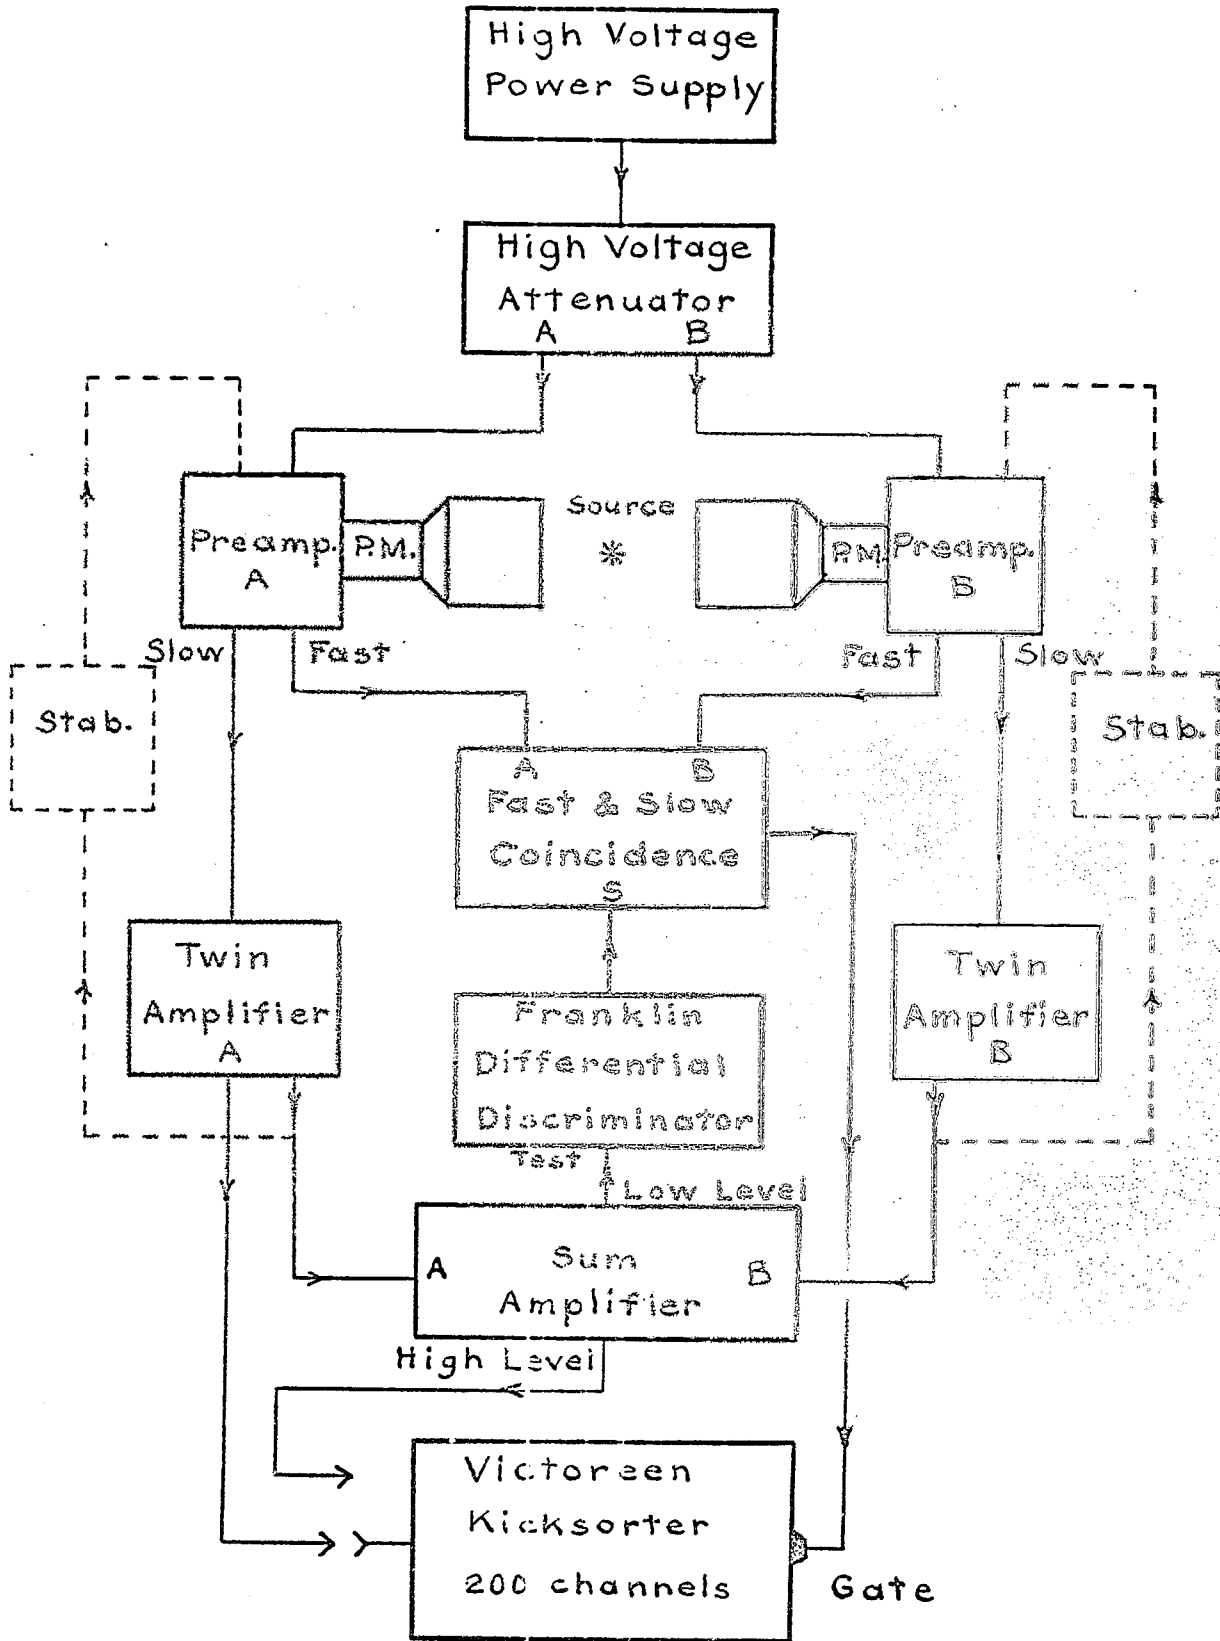 High Voltage
Power Supply
High Voltage
Attenuator
A B
Source
Preamp. P.M.
A
P.M. Preamp.
B
Slow Fast
Fast Slow
Stab.
Stab.
A B
Fast & Slow
Coincidence
S
Twin
Amplifier
A
Franklin
Differential
Discriminator
Twin
Amplifier
B
Test
Low Level
A Sum B
Amplifier
High Level
Victoreen
Kicksorter
200 channels
Gate